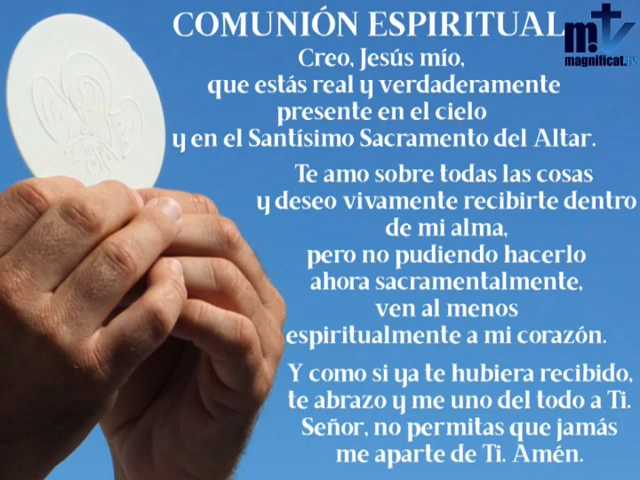 COMUNIÓN ESPIRITUAL
magnificat.tv
Creo, Jesús mío,
que estás real y verdaderamente
presente en el cielo
y en el Santísimo Sacramento del Altar.
Te amo sobre todas las cosas
y deseo vivamente recibirte dentro
de mi alma,
pero no pudiendo hacerlo
ahora sacramentalmente,
ven al menos
espiritualmente a mi corazón.
Y como si ya te hubiera recibido,
te abrazo y me uno del todo a Ti.
Señor, no permitas que jamás
me aparte de Ti. Amén.